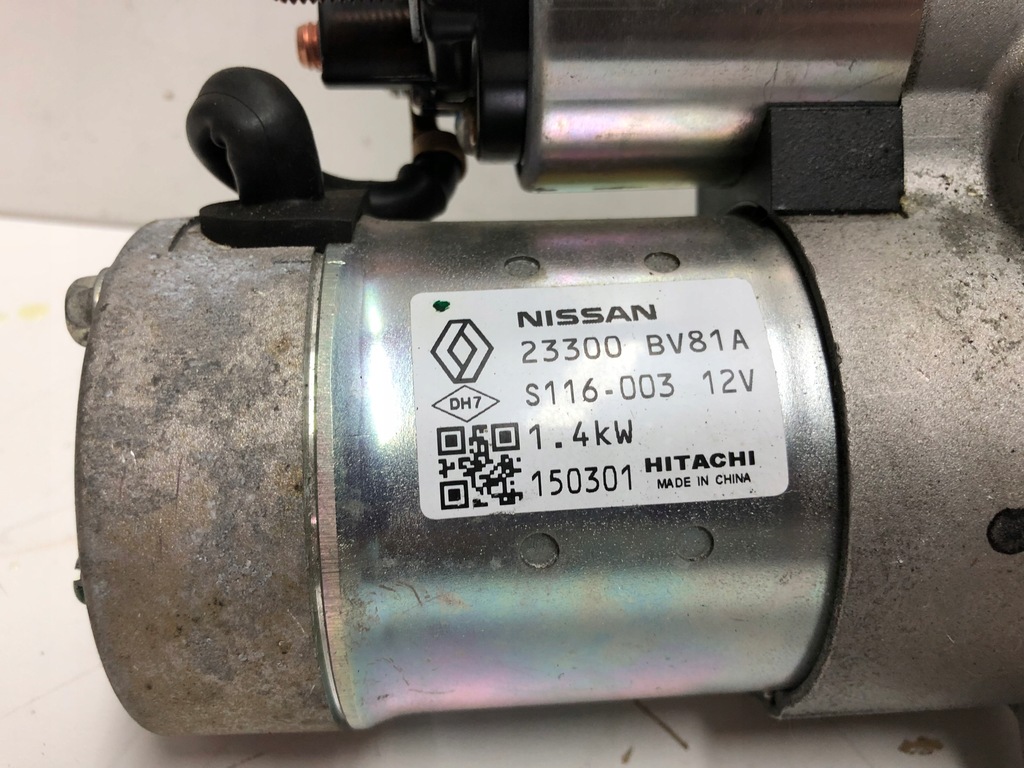 NISSAN
23300 BV81A
S116-003 12V
DH7
1.4kW
150301 HITACHI
MADE IN CHINA